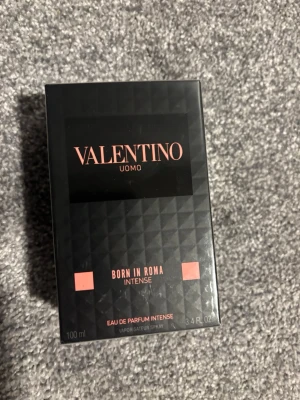 VALENTINO
UOMO
BORN IN ROMA
INTENSE
EAU DE PARFUM INTENSE
100 ml